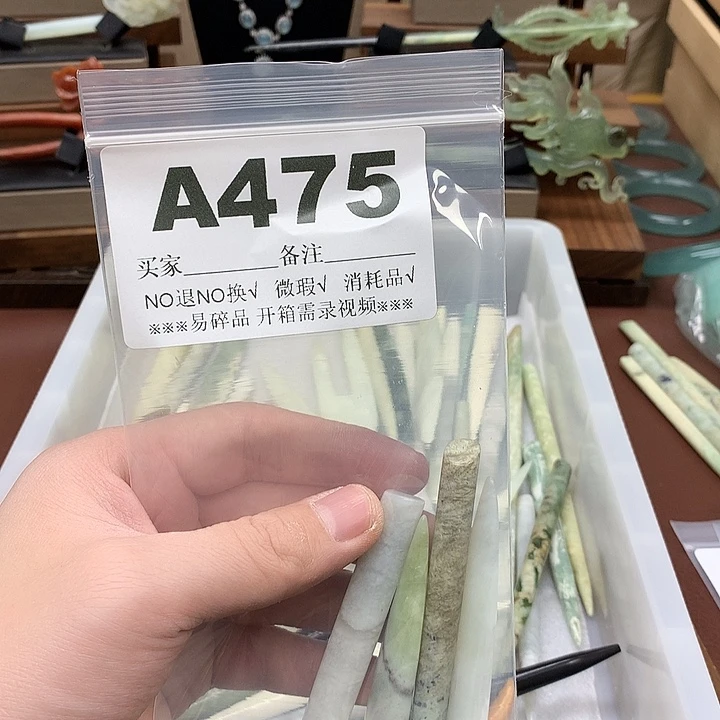 A475
买家________备注________
NO退NO换√ 微瑕√ 消耗品√
※※※易碎品 开箱需录视频※※※